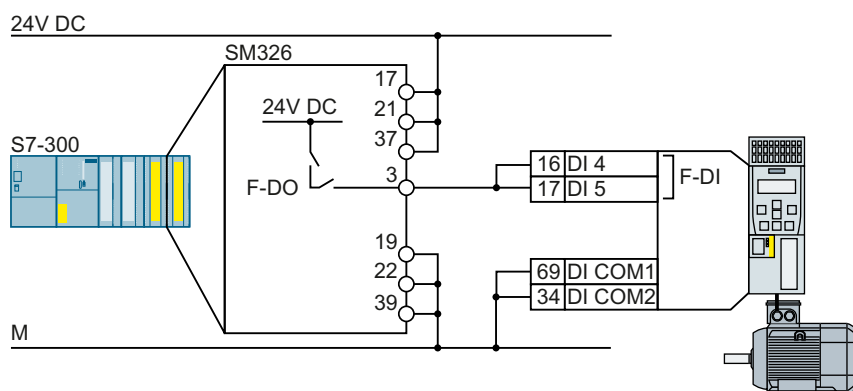 24V DC
SM326
17
24V DC
21
S7-300
37
3
16 DI 4
F-DO
17 DI 5
F-DI
19
22
69 DI COM1
39
34 DI COM2
M